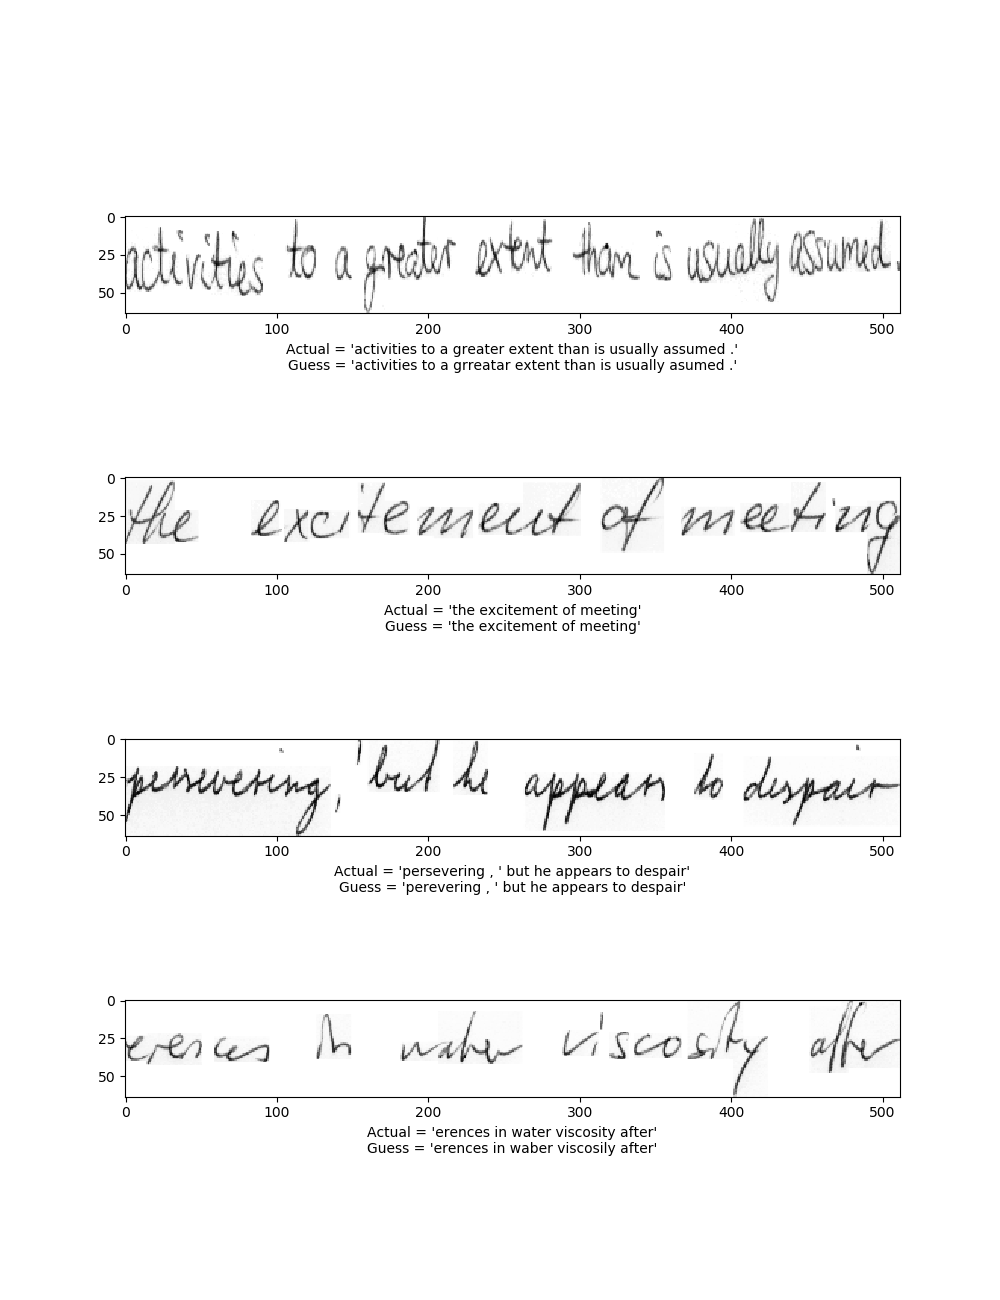 0
25
50
activities to a greater extent than is usually assumed.
0 100 200 300 400 500
Actual = 'activities to a greater extent than is usually assumed .'
Guess = 'activities to a grreatar extent than is usually asumed .'
0
25
50
the excitement of meeting
0 100 200 300 400 500
Actual = 'the excitement of meeting'
Guess = 'the excitement of meeting'
0
25
50
persevering, ' but he appears to despair
0 100 200 300 400 500
Actual = 'persevering , ' but he appears to despair'
Guess = 'perevering , ' but he appears to despair'
0
25
50
erences in water viscosity after
0 100 200 300 400 500
Actual = 'erences in water viscosity after'
Guess = 'erences in waber viscosily after'